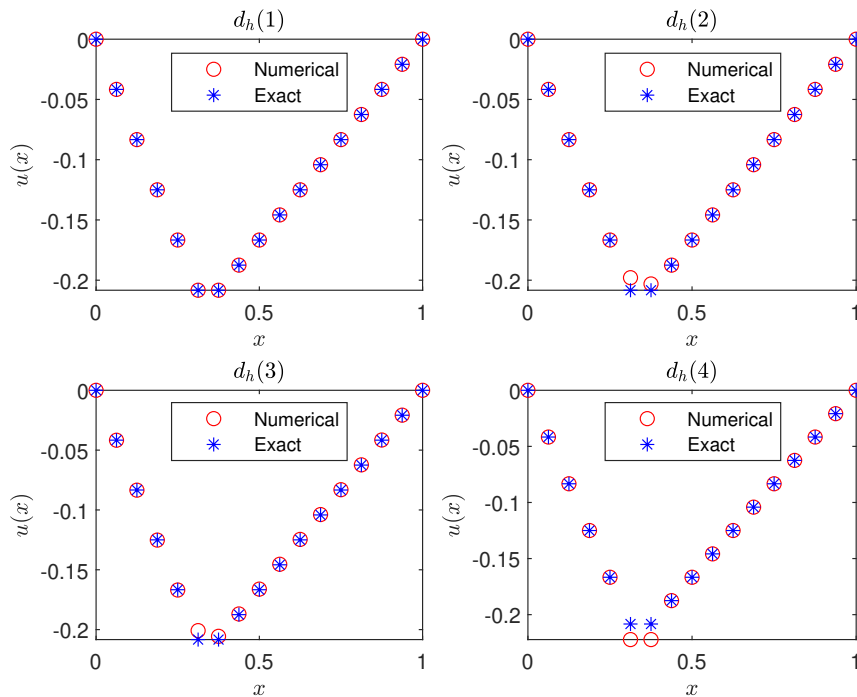 d_h(1)
0
-0.05
-0.1
-0.15
-0.2
u(x)
Numerical
Exact
0
0.5
1
x
d_h(2)
0
-0.05
-0.1
-0.15
-0.2
u(x)
Numerical
Exact
0
0.5
1
x
d_h(3)
0
-0.05
-0.1
-0.15
-0.2
u(x)
Numerical
Exact
0
0.5
1
x
d_h(4)
0
-0.05
-0.1
-0.15
-0.2
u(x)
Numerical
Exact
0
0.5
1
x